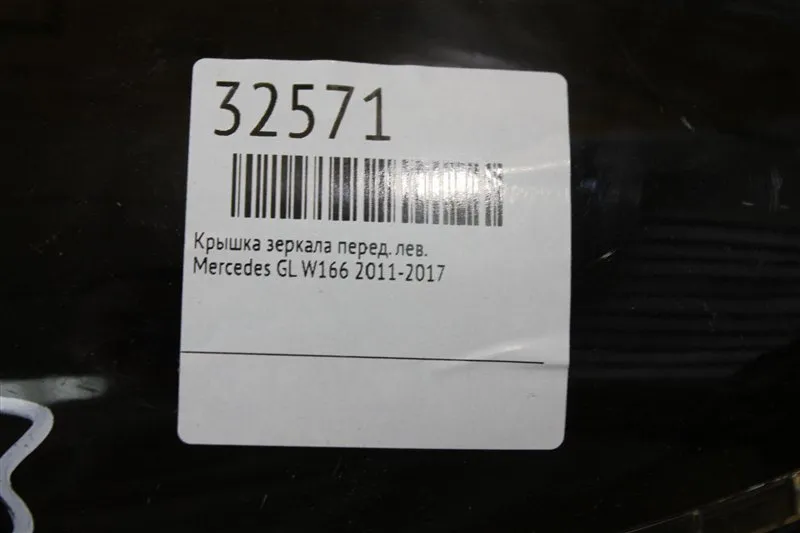 32571
Крышка зеркала перед. лев.
Mercedes GL W166 2011-2017